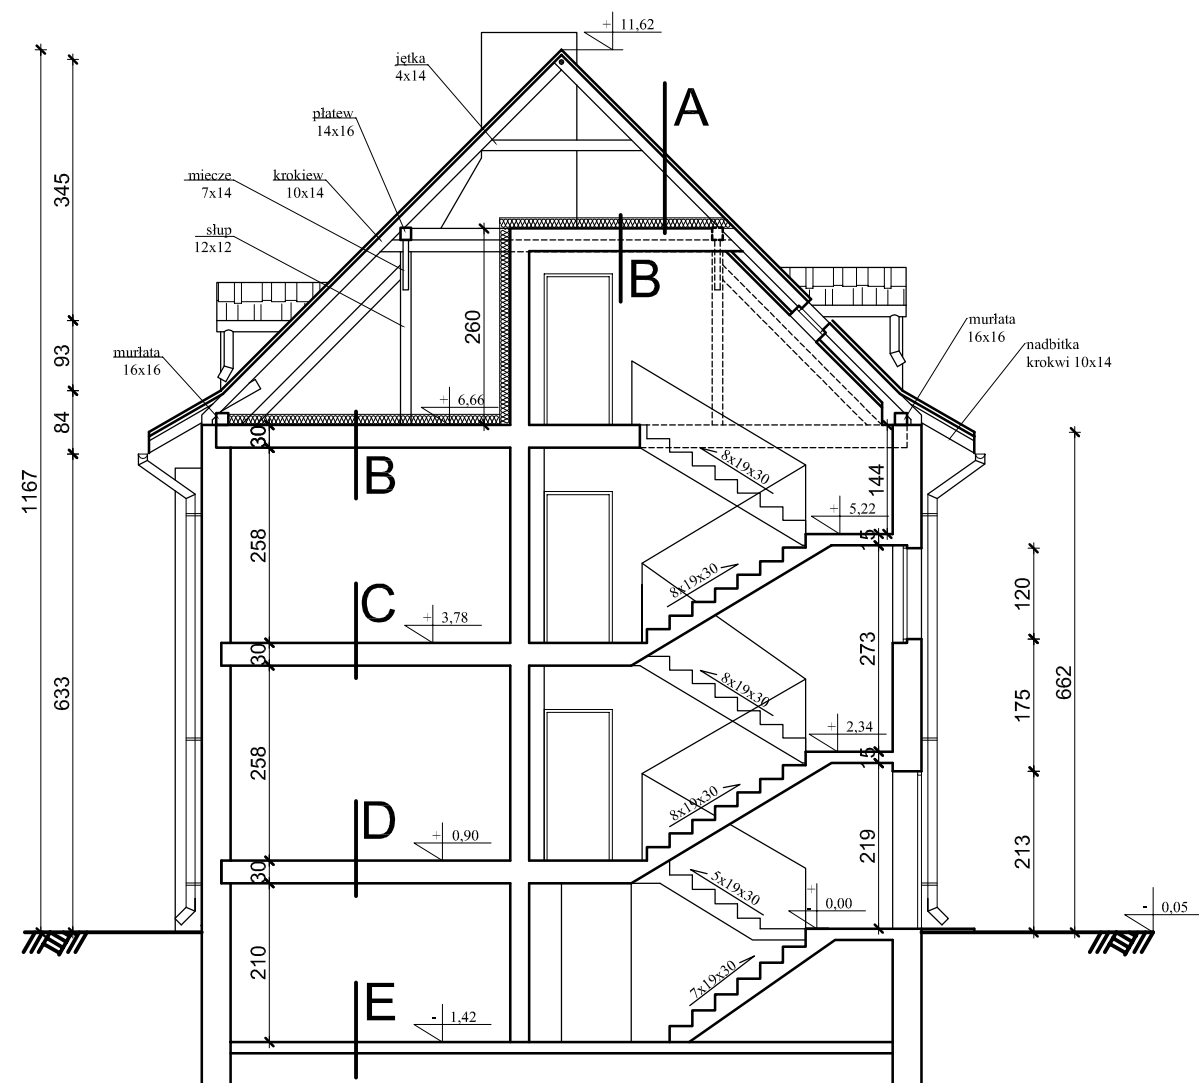 + 11,62
jętka
4x14
A
płatew
14x16
345
miecze
7x14
krokiew
10x14
słup
12x12
B
260
murłata
16x16
nadbitka
krokwi 10x14
murłata
16x16
93
+ 6,66
84
30
B
8x19x30
144
1167
+ 5,22
15
258
8x19x30
120
C
+ 3,78
30
273
662
633
8x19x30
175
+ 2,34
15
258
8x19x30
D
+ 0,90
219
213
30
5x19x30
+
- 0,00
- 0,05
210
7x19x30
E
- 1,42